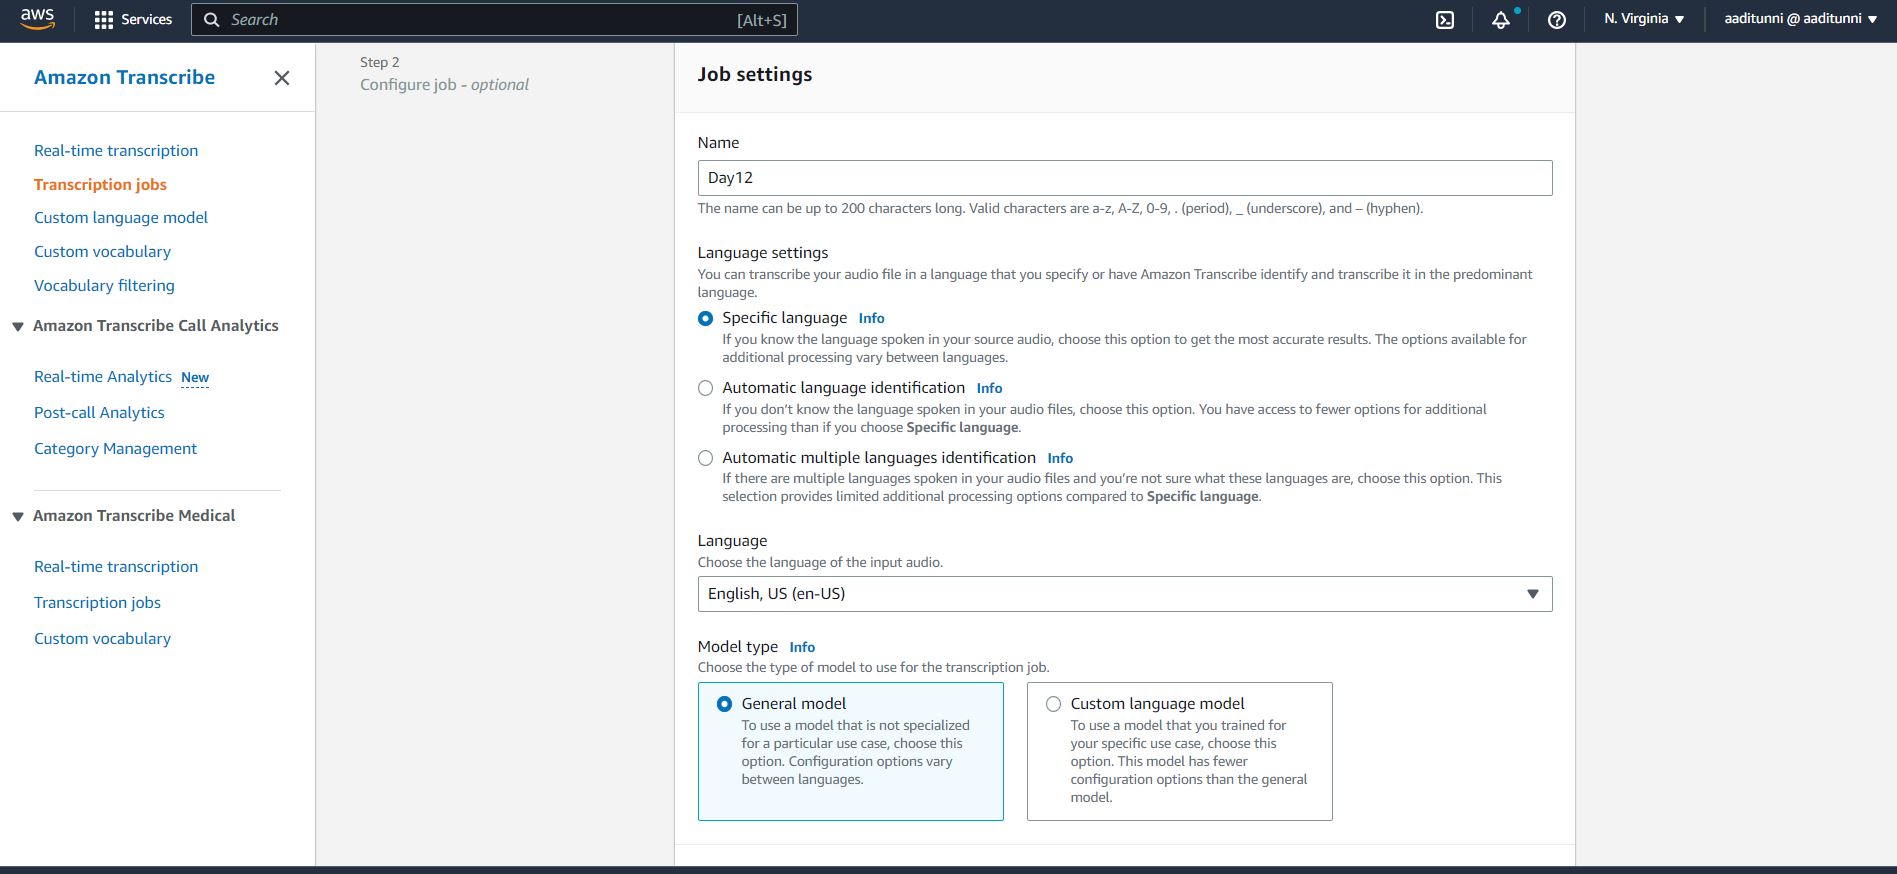 aws
Services
Search
[Alt+S]
N. Virginia
aaditunni @ aaditunni
Amazon Transcribe
Real-time transcription
Transcription jobs
Custom language model
Custom vocabulary
Vocabulary filtering
Amazon Transcribe Call Analytics
Real-time Analytics New
Post-call Analytics
Category Management
Amazon Transcribe Medical
Real-time transcription
Transcription jobs
Custom vocabulary
Step 2
Configure job - optional
Job settings
Name
Day12
The name can be up to 200 characters long. Valid characters are a-z, A-Z, 0-9, . (period), _ (underscore), and – (hyphen).
Language settings
You can transcribe your audio file in a language that you specify or have Amazon Transcribe identify and transcribe it in the predominant
language.
Specific language Info
If you know the language spoken in your source audio, choose this option to get the most accurate results. The options available for
additional processing vary between languages.
Automatic language identification Info
If you don’t know the language spoken in your audio files, choose this option. You have access to fewer options for additional
processing than if you choose Specific language.
Automatic multiple languages identification Info
If there are multiple languages spoken in your audio files and you’re not sure what these languages are, choose this option. This
selection provides limited additional processing options compared to Specific language.
Language
Choose the language of the input audio.
English, US (en-US)
Model type Info
Choose the type of model to use for the transcription job.
General model
To use a model that is not specialized
for a particular use case, choose this
option. Configuration options vary
between languages.
Custom language model
To use a model that you trained for
your specific use case, choose this
option. This model has fewer
configuration options than the general
model.